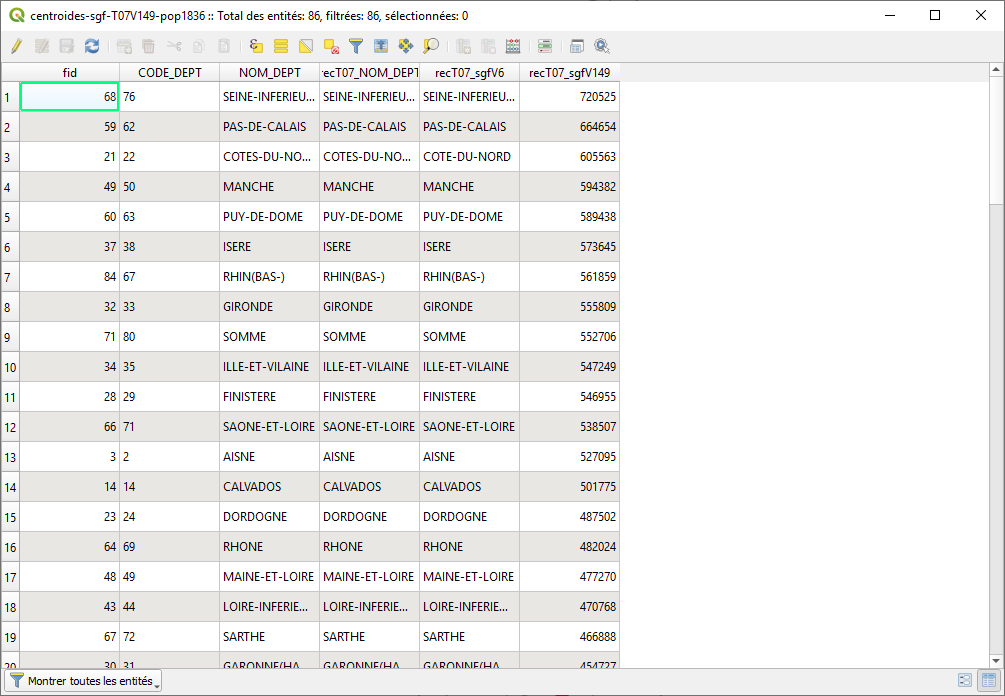 centroides-sgf-T07V149-pop1836 :: Total des entités: 86, filtrées: 86, sélectionnées: 0
fid CODE_DEPT NOM_DEPT recT07_NOM_DEPT recT07_sgfV6 recT07_sgfV149
1 68 76 SEINE-INFERIEU... SEINE-INFERIEU... SEINE-INFERIEU... 720525
2 59 62 PAS-DE-CALAIS PAS-DE-CALAIS PAS-DE-CALAIS 664654
3 21 22 COTES-DU-NO... COTES-DU-NO... COTE-DU-NORD 605563
4 49 50 MANCHE MANCHE MANCHE 594382
5 60 63 PUY-DE-DOME PUY-DE-DOME PUY-DE-DOME 589438
6 37 38 ISERE ISERE ISERE 573645
7 84 67 RHIN(BAS-) RHIN(BAS-) RHIN(BAS-) 561859
8 32 33 GIRONDE GIRONDE GIRONDE 555809
9 71 80 SOMME SOMME SOMME 552706
10 34 35 ILLE-ET-VILAINE ILLE-ET-VILAINE ILLE-ET-VILAINE 547249
11 28 29 FINISTERE FINISTERE FINISTERE 546955
12 66 71 SAONE-ET-LOIRE SAONE-ET-LOIRE SAONE-ET-LOIRE 538507
13 3 2 AISNE AISNE AISNE 527095
14 14 14 CALVADOS CALVADOS CALVADOS 501775
15 23 24 DORDOGNE DORDOGNE DORDOGNE 487502
16 64 69 RHONE RHONE RHONE 482024
17 48 49 MAINE-ET-LOIRE MAINE-ET-LOIRE MAINE-ET-LOIRE 477270
18 43 44 LOIRE-INFERIE... LOIRE-INFERIE... LOIRE-INFERIE... 470768
19 67 72 SARTHE SARTHE SARTHE 466888
20 30 31 GARONNE(HA... GARONNE(HA... GARONNE(HA... 454727
Montrer toutes les entités